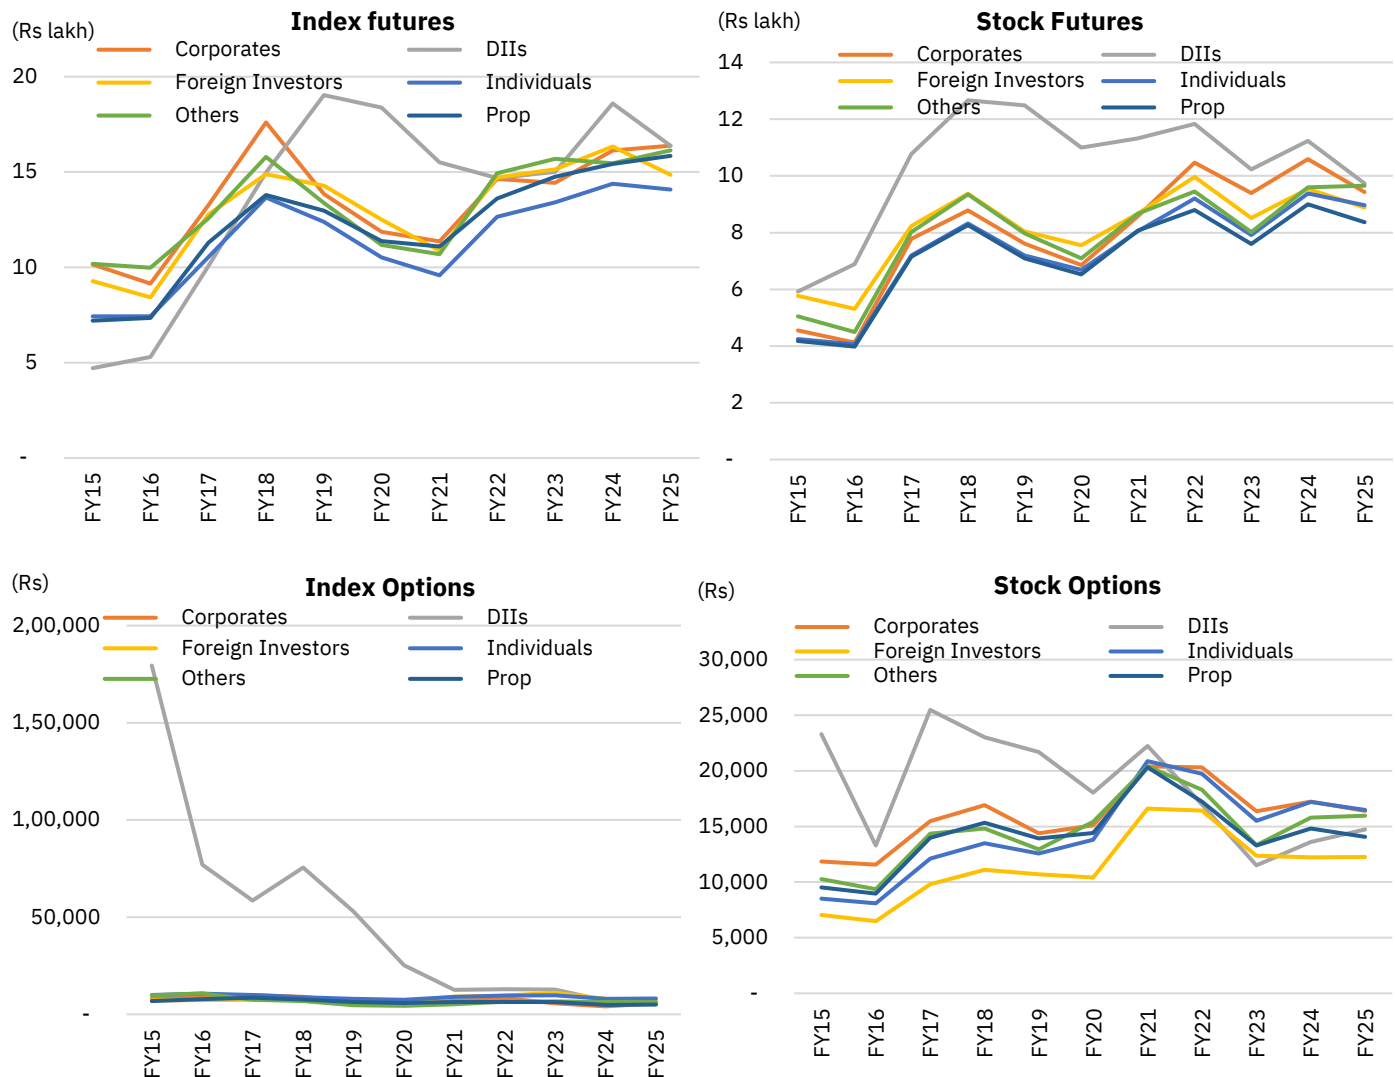 (Rs lakh)
Index futures
Corporates
DIIs
Foreign Investors
Individuals
Others
Prop
20
15
10
5
-
FY15
FY16
FY17
FY18
FY19
FY20
FY21
FY22
FY23
FY24
FY25
(Rs lakh)
Stock Futures
Corporates
DIIs
Foreign Investors
Individuals
Others
Prop
14
12
10
8
6
4
2
-
FY15
FY16
FY17
FY18
FY19
FY20
FY21
FY22
FY23
FY24
FY25
(Rs)
Index Options
Corporates
DIIs
Foreign Investors
Individuals
Others
Prop
2,00,000
1,50,000
1,00,000
50,000
-
FY15
FY16
FY17
FY18
FY19
FY20
FY21
FY22
FY23
FY24
FY25
(Rs)
Stock Options
Corporates
DIIs
Foreign Investors
Individuals
Others
Prop
30,000
25,000
20,000
15,000
10,000
5,000
-
FY15
FY16
FY17
FY18
FY19
FY20
FY21
FY22
FY23
FY24
FY25